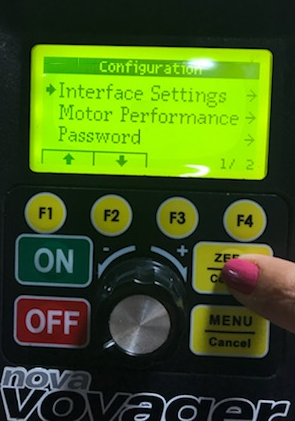 Configuration
Interface Settings
Motor Performance
Password
1/ 2
F1 F2 F3 F4
ON
- +
OFF
MENU
Cancel
nova
voyager